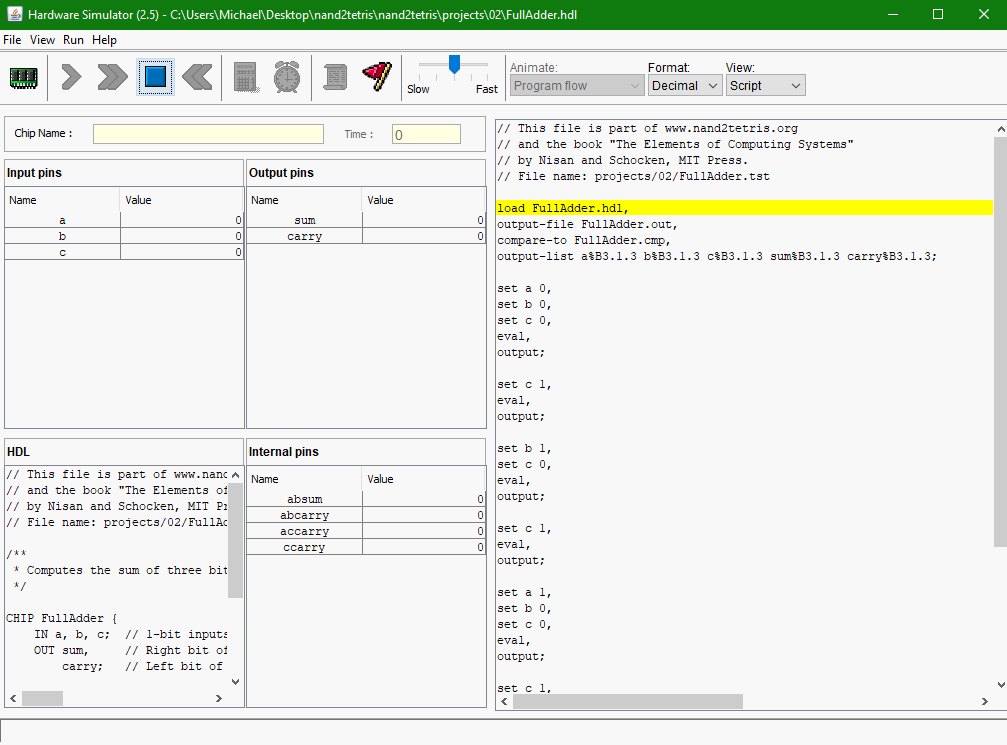 Hardware Simulator (2.5) - C:\Users\Michael\Desktop\nand2tetris\nand2tetris\projects\02\FullAdder.hdl
File View Run Help
Slow Fast
Animate: Format: View:
Program flow Decimal Script
Chip Name : Time : 0
Input pins
Name Value
a 0
b 0
c 0
Output pins
Name Value
sum 0
carry 0
HDL
// This file is part of www.nand
// and the book "The Elements of
// by Nisan and Schocken, MIT Pr
// File name: projects/02/FullAd
/**
* Computes the sum of three bit
*/
CHIP FullAdder {
IN a, b, c; // 1-bit inputs
OUT sum, // Right bit of
carry; // Left bit of
Internal pins
Name Value
absum 0
abcarry 0
accarry 0
ccarry 0
// This file is part of www.nand2tetris.org
// and the book "The Elements of Computing Systems"
// by Nisan and Schocken, MIT Press.
// File name: projects/02/FullAdder.tst
load FullAdder.hdl,
output-file FullAdder.out,
compare-to FullAdder.cmp,
output-list a%B3.1.3 b%B3.1.3 c%B3.1.3 sum%B3.1.3 carry%B3.1.3;
set a 0,
set b 0,
set c 0,
eval,
output;
set c 1,
eval,
output;
set b 1,
set c 0,
eval,
output;
set c 1,
eval,
output;
set a 1,
set b 0,
set c 0,
eval,
output;
set c 1,